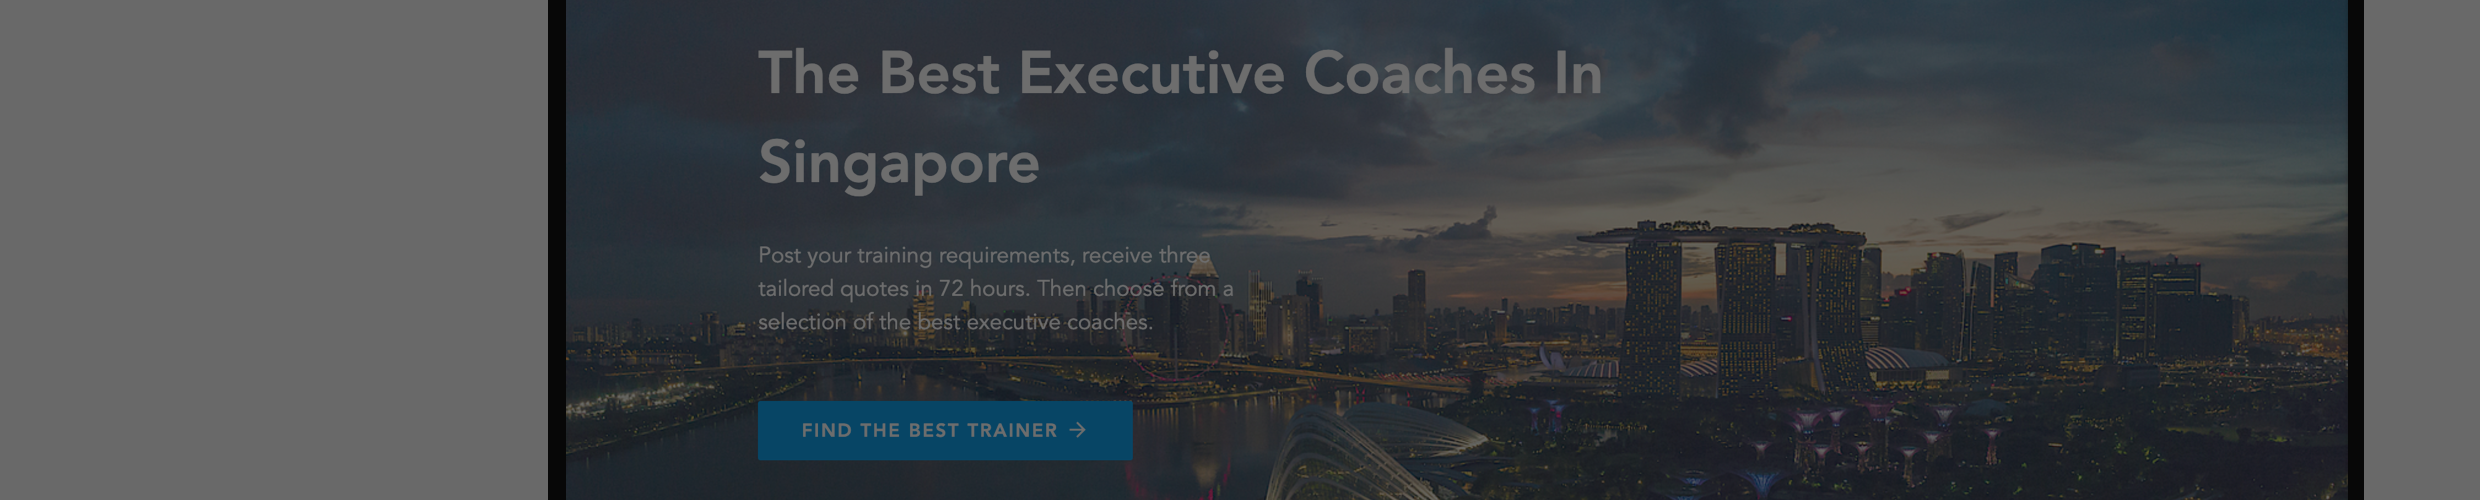 The Best Executive Coaches In
Singapore
Post your training requirements, receive three
tailored quotes in 72 hours. Then choose from a
selection of the best executive coaches.
FIND THE BEST TRAINER →